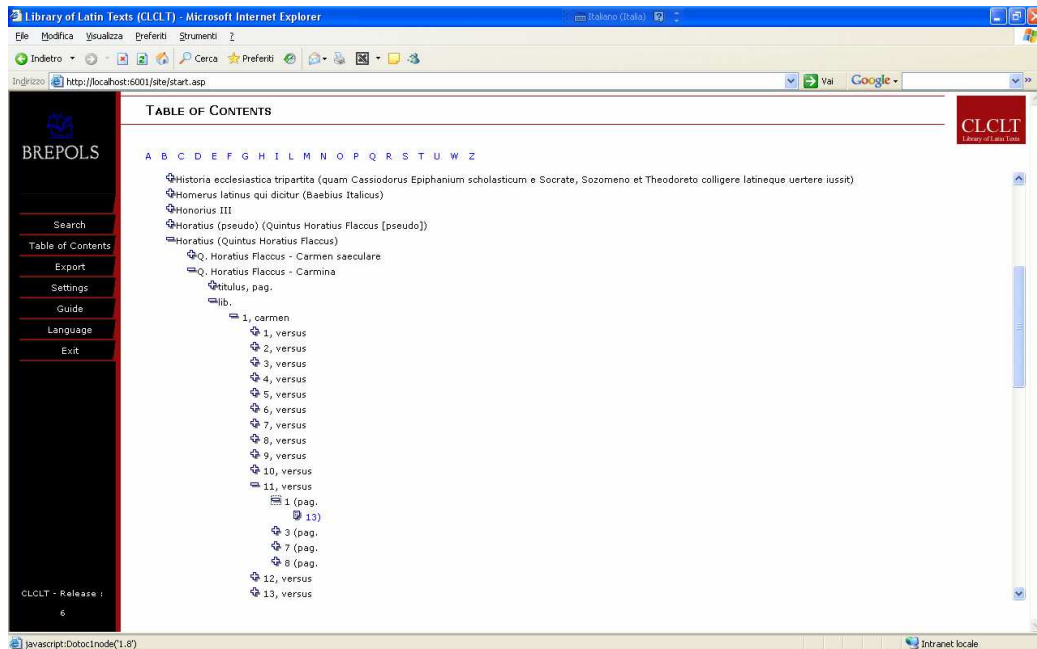 Library of Latin Texts (CLCLT) - Microsoft Internet Explorer
Italiano (Italia)
File Modifica Visualizza Preferiti Strumenti ?
Indietro Cerca Preferiti
Indirizzo http://localhost:6001/site/start.asp Vai Google
TABLE OF CONTENTS
CLCLT
Library of Latin Texts
BREPOLS
A B C D E F G H I L M N O P Q R S T U W Z
Historia ecclesiastica tripartita (quam Cassiodorus Epiphanium scholasticum e Socrate, Sozomeno et Theodoreto colligere latineque uertere iussit)
Homerus latinus qui dicitur (Baebius Italicus)
Honorius III
Horatius (pseudo) (Quintus Horatius Flaccus [pseudo])
Horatius (Quintus Horatius Flaccus)
Q. Horatius Flaccus - Carmen saeculare
Q. Horatius Flaccus - Carmina
titulus, pag.
lib.
1, carmen
1, versus
2, versus
3, versus
4, versus
5, versus
6, versus
7, versus
8, versus
9, versus
10, versus
11, versus
1 (pag.
13)
3 (pag.
7 (pag.
8 (pag.
12, versus
13, versus
Search
Table of Contents
Export
Settings
Guide
Language
Exit
CLCLT - Release :
6
javascript:Dotoc1node('1.8') Intranet locale